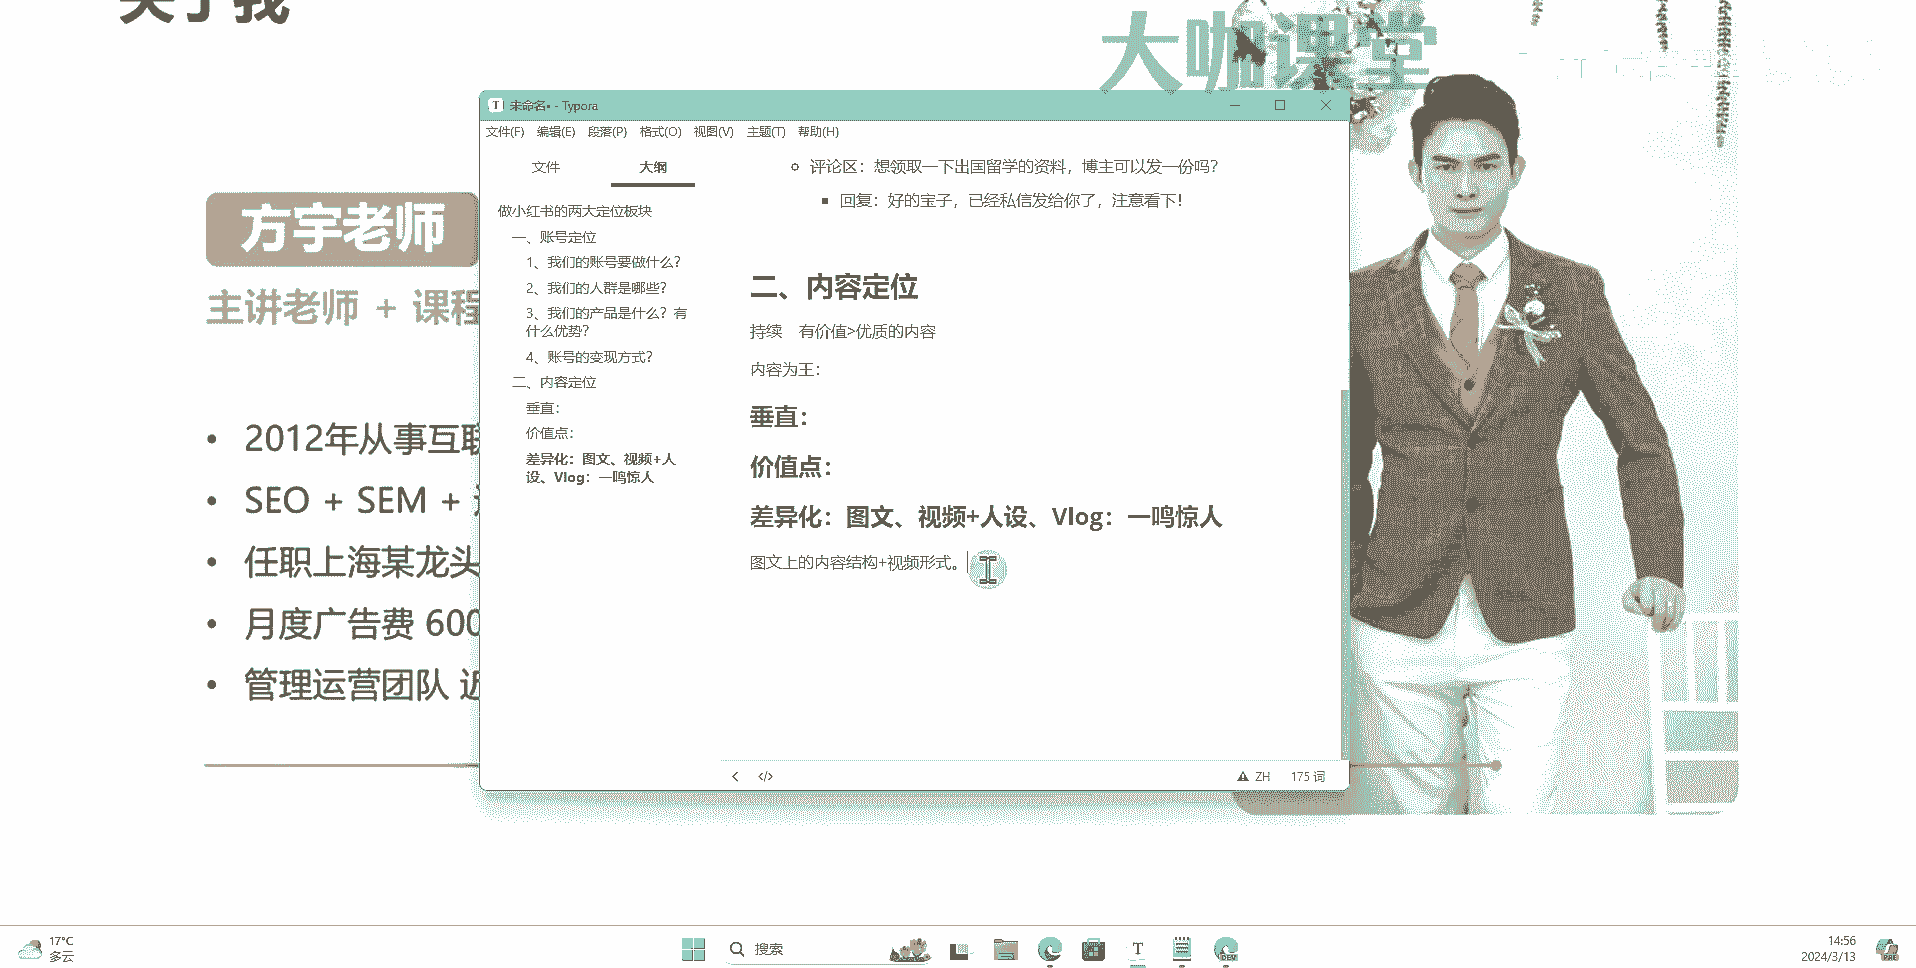 关于我
大咖课堂
方宇老师
主讲老师 + 课程
2012年从事互联
SEO + SEM +
任职上海某龙头
月度广告费 600
管理运营团队 近
未命名• - Typora
文件(F) 编辑(E) 段落(P) 格式(O) 视图(V) 主题(T) 帮助(H)
文件 大纲
做小红书的两大定位板块
一、账号定位
1、我们的账号要做什么？
2、我们的人群是哪些？
3、我们的产品是什么？有
什么优势？
4、账号的变现方式？
二、内容定位
垂直：
价值点：
差异化：图文、视频+人
设、Vlog：一鸣惊人
评论区：想领取一下出国留学的资料，博主可以发一份吗？
回复：好的宝子，已经私信发给你了，注意看下！
二、内容定位
持续 有价值>优质的内容
内容为王：
垂直：
价值点：
差异化：图文、视频+人设、Vlog：一鸣惊人
图文上的内容结构+视频形式。
ZH 175 词
17°C
多云
搜索
14:56
2024/3/13